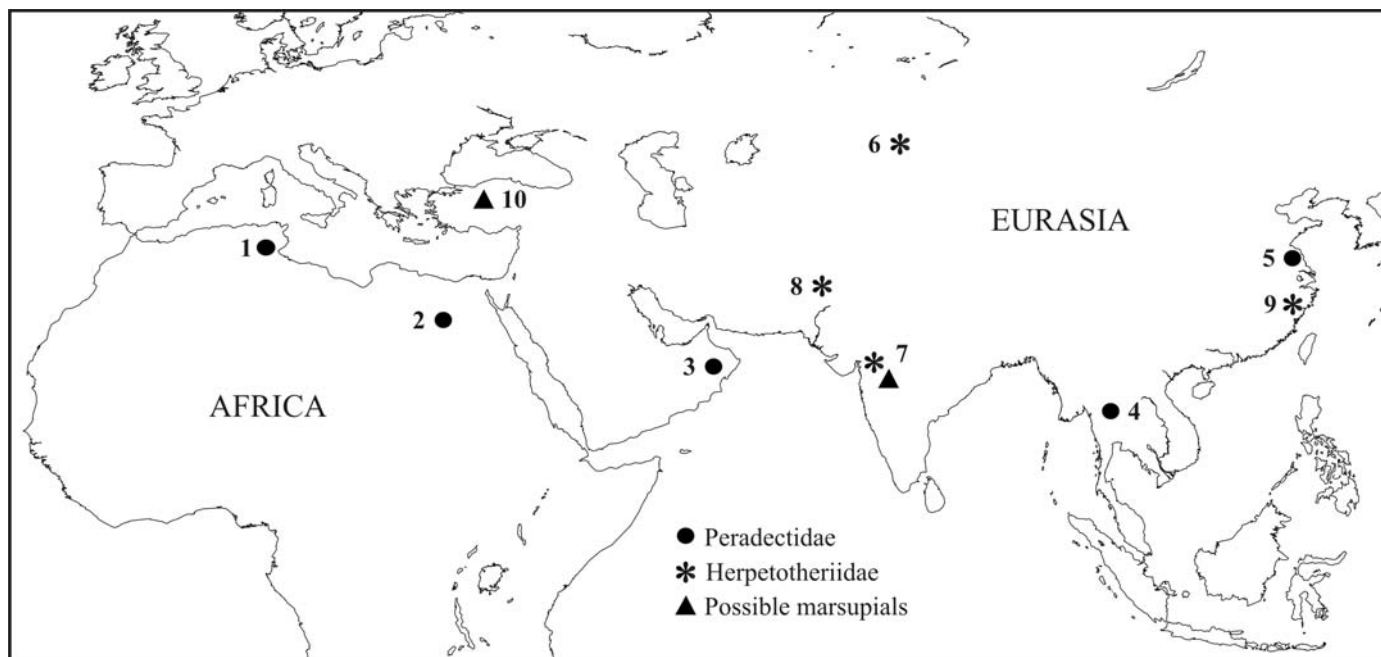 6
10
EURASIA
1
5
8
9
2
7
3
AFRICA
4
Peradectidae
Herpetotheriidae
Possible marsupials